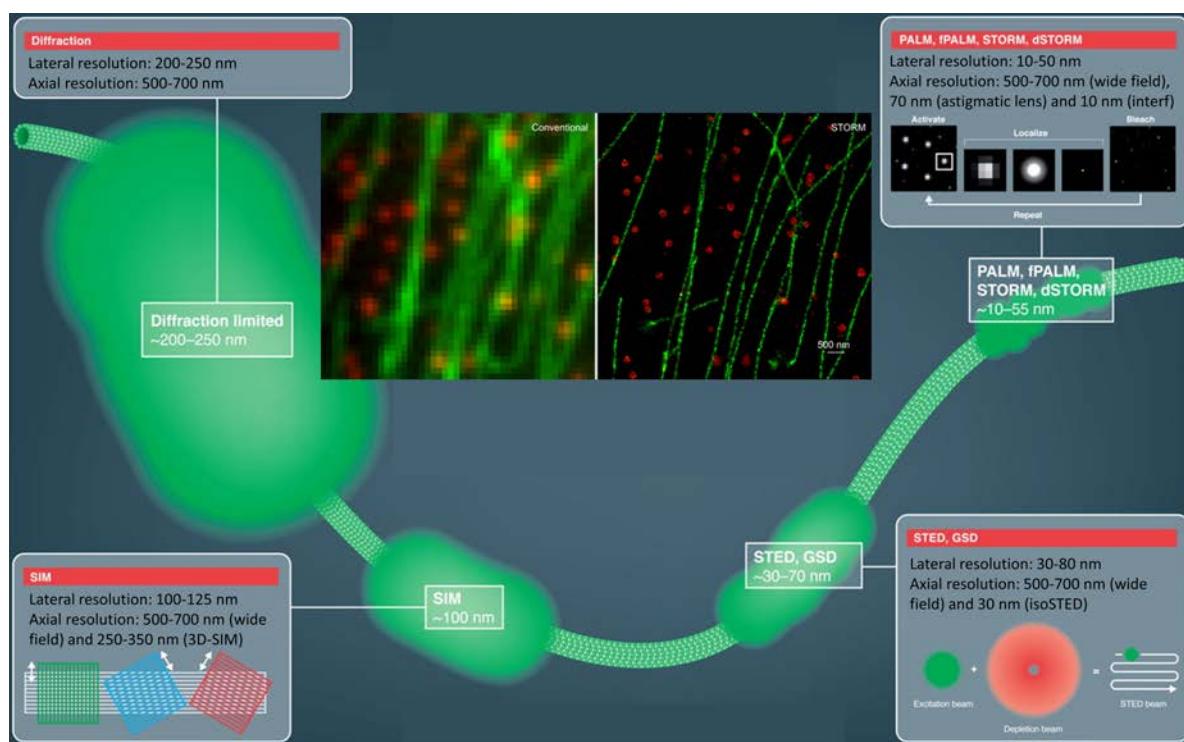 Diffraction
Lateral resolution: 200-250 nm
Axial resolution: 500-700 nm
PALM, fPALM, STORM, dSTORM
Lateral resolution: 10-50 nm
Axial resolution: 500-700 nm (wide field),
70 nm (astigmatic lens) and 10 nm (interf)
Activate
Localize
Bleach
Repeat
Conventional
STORM
500 nm
Diffraction limited
~200–250 nm
PALM, fPALM,
STORM, dSTORM
~10–55 nm
SIM
~100 nm
STED, GSD
~30–70 nm
SIM
Lateral resolution: 100-125 nm
Axial resolution: 500-700 nm (wide
field) and 250-350 nm (3D-SIM)
STED, GSD
Lateral resolution: 30-80 nm
Axial resolution: 500-700 nm (wide
field) and 30 nm (isoSTED)
+
=
Excitation beam
Depletion beam
STED beam